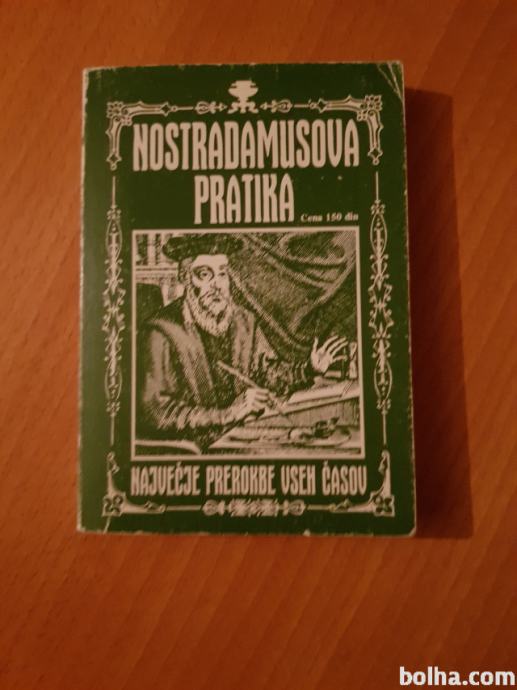 NOSTRADAMUSOVA
PRATIKA
Cena 150 din
NAJVEČJE PREROKBE VSEH ČASOV
bolha.com